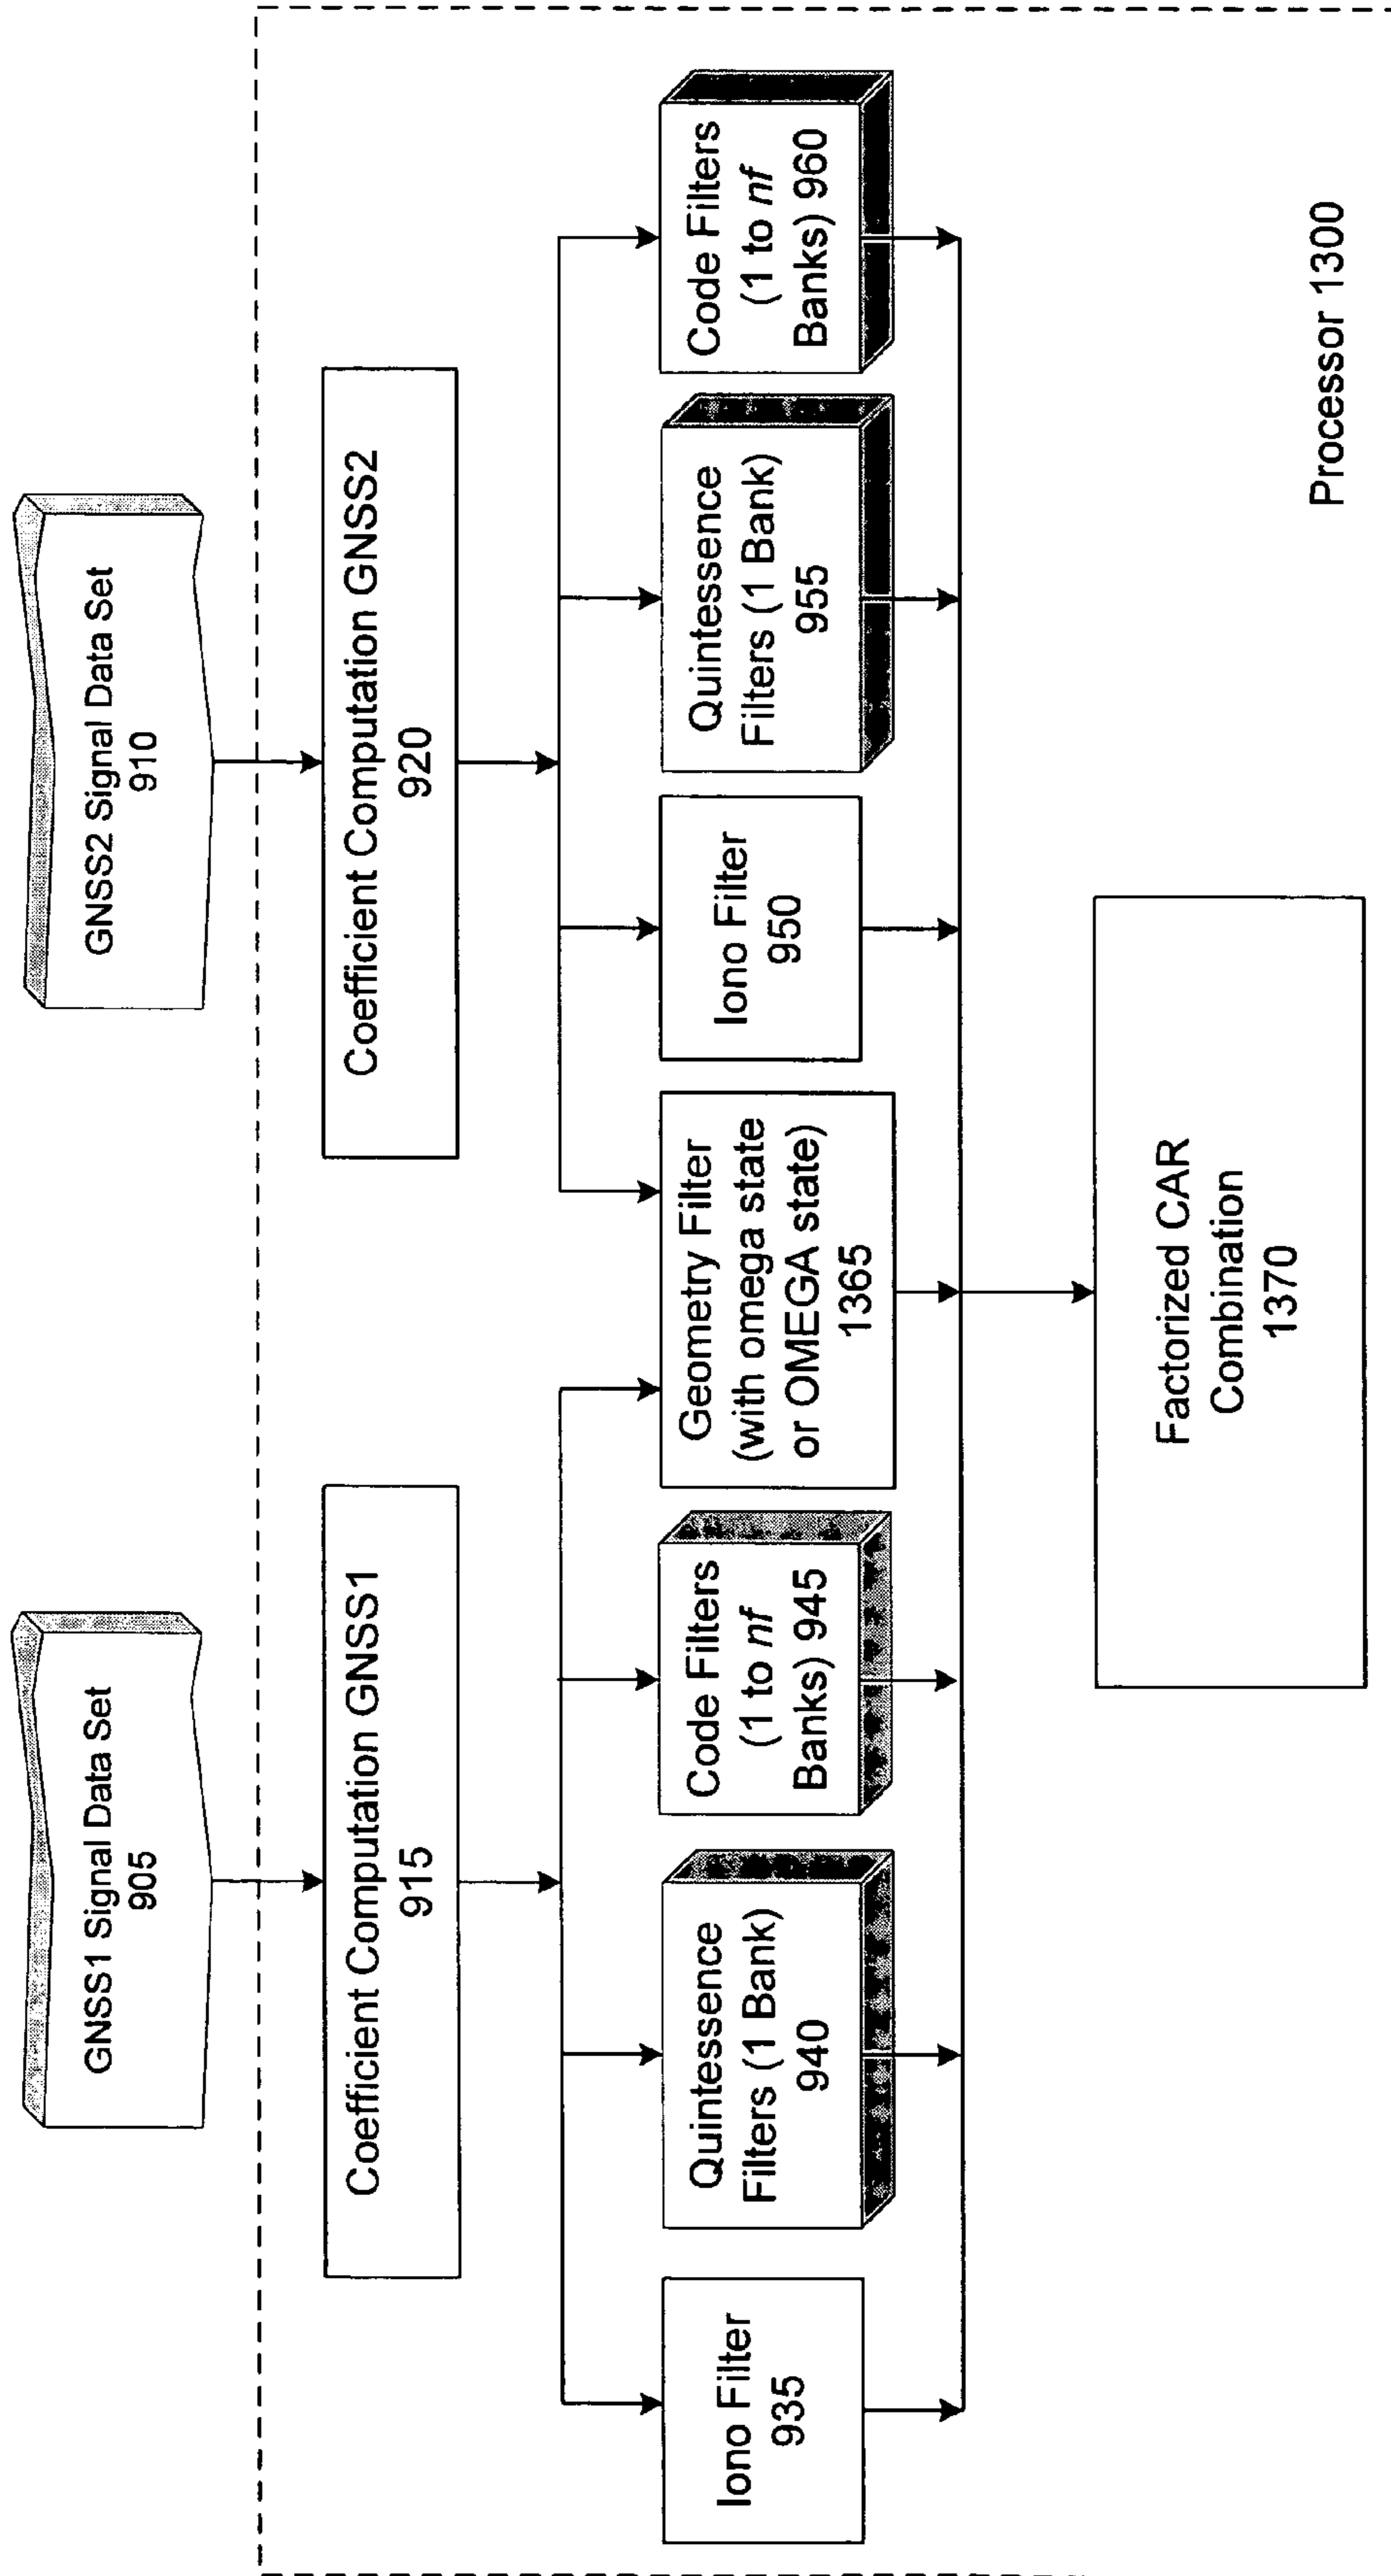 GNSS1 Signal Data Set
905
GNSS2 Signal Data Set
910
Coefficient Computation GNSS1
915
Coefficient Computation GNSS2
920
Iono Filter
935
Quintessence
Filters (1 Bank)
940
Code Filters
(1 to nf
Banks) 945
Geometry Filter
(with omega state
or OMEGA state)
1365
Iono Filter
950
Quintessence
Filters (1 Bank)
955
Code Filters
(1 to nf
Banks) 960
Factorized CAR
Combination
1370
Processor 1300